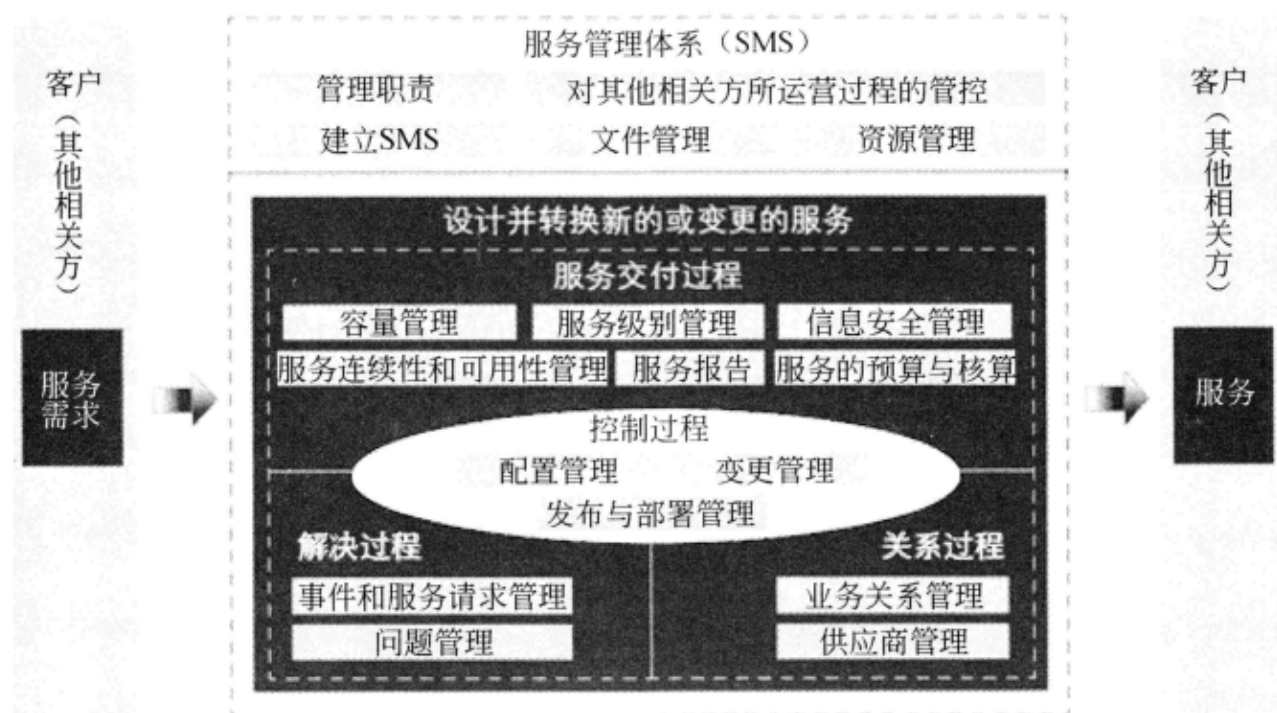 服务管理体系（SMS）
客户（其他相关方）
管理职责 对其他相关方所运营过程的管控
建立SMS 文件管理 资源管理
设计并转换新的或变更的服务
服务交付过程
容量管理 服务级别管理 信息安全管理
服务连续性和可用性管理 服务报告 服务的预算与核算
服务
需求
控制过程
配置管理 变更管理
发布与部署管理
解决过程 关系过程
事件和服务请求管理 业务关系管理
问题管理 供应商管理
客户（其他相关方）
服务